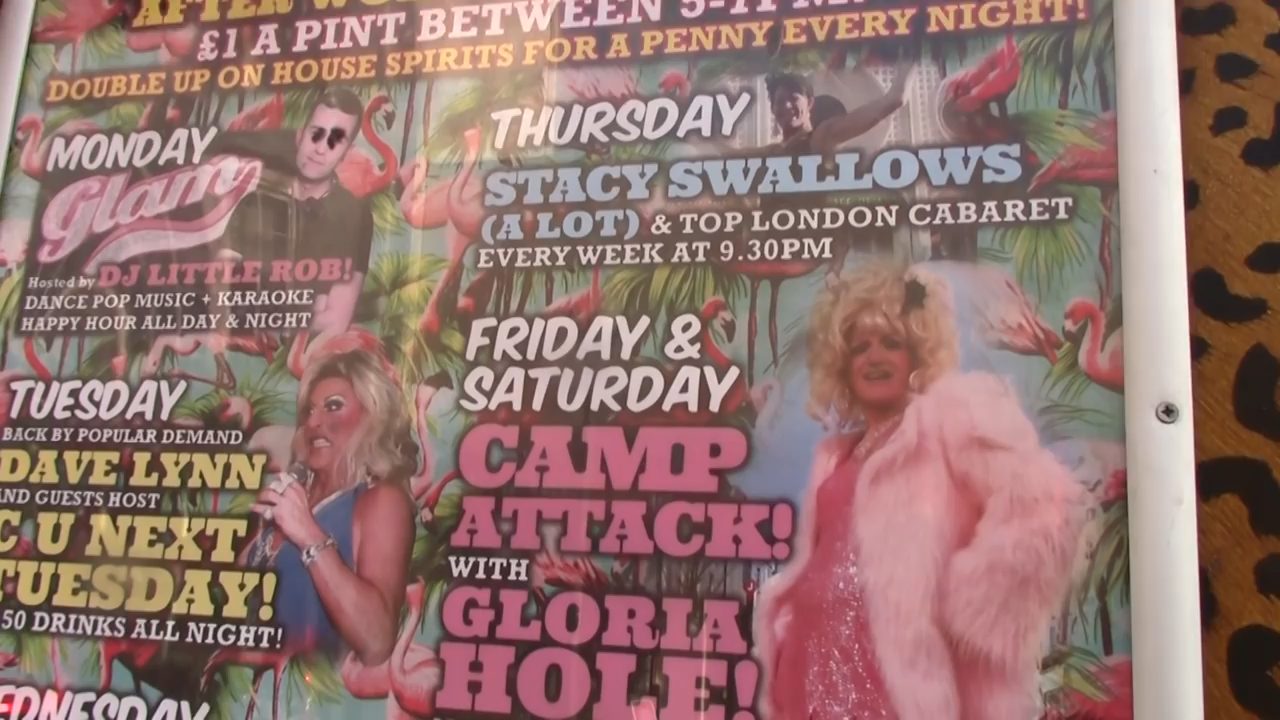 AFTER
£1 A PINT BETWEEN 5-7PM
DOUBLE UP ON HOUSE SPIRITS FOR A PENNY EVERY NIGHT!
MONDAY
Glam
Hosted by DJ LITTLE ROB!
DANCE POP MUSIC + KARAOKE
HAPPY HOUR ALL DAY & NIGHT
TUESDAY
BACK BY POPULAR DEMAND
DAVE LYNN
AND GUESTS HOST
C U NEXT
TUESDAY!
50 DRINKS ALL NIGHT!
THURSDAY
STACY SWALLOWS
(A LOT) & TOP LONDON CABARET
EVERY WEEK AT 9.30PM
FRIDAY &
SATURDAY
CAMP
ATTACK!
WITH
GLORIA
HOLE!